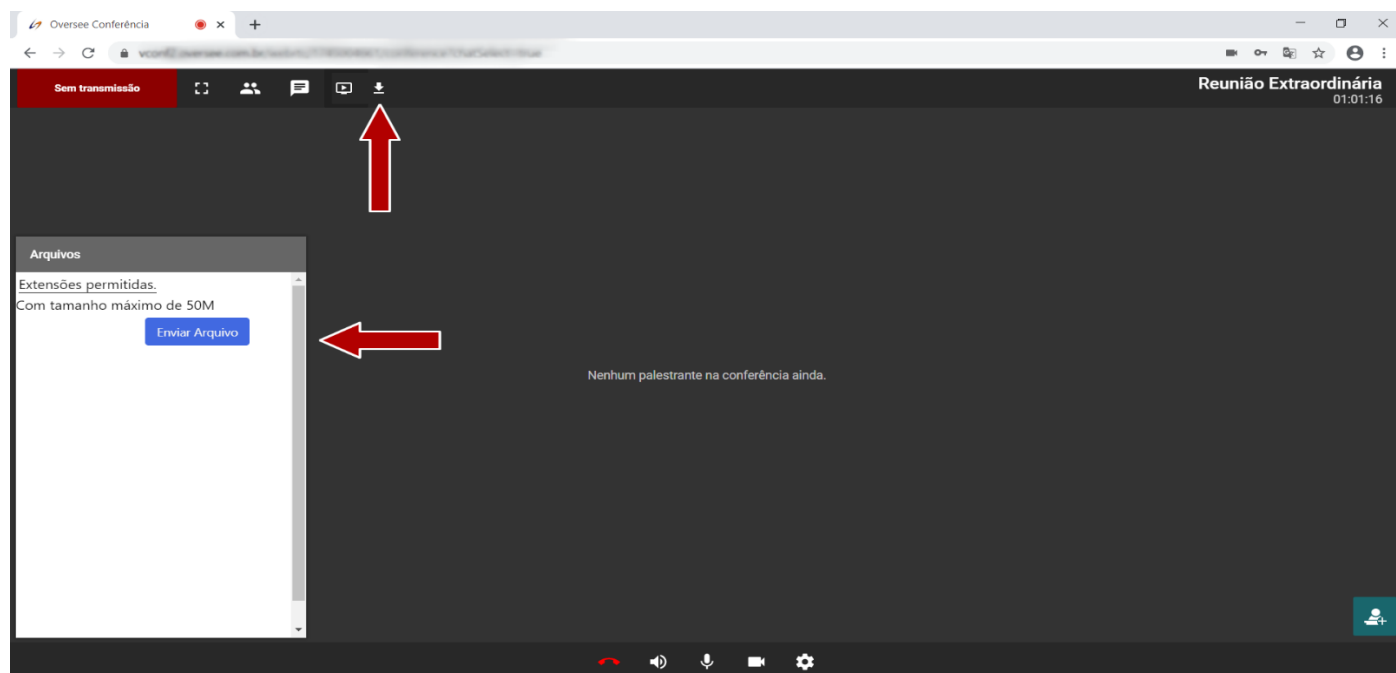 Oversee Conferência
Sem transmissão
Reunião Extraordinária
01:01:16
Arquivos
Extensões permitidas.
Com tamanho máximo de 50M
Enviar Arquivo
Nenhum palestrante na conferência ainda.